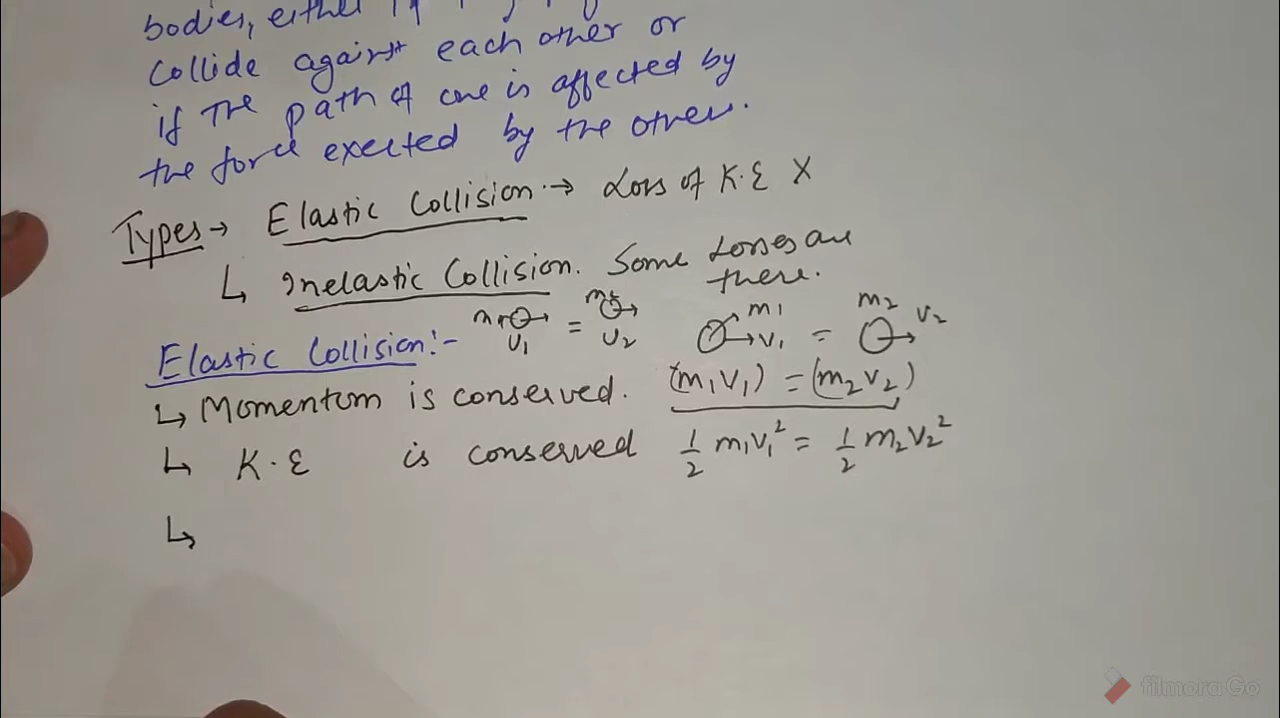 bodies, either
Collide against each other or
if the path of one is affected by
the force exerted by the other.
Types → Elastic Collision → Loss of K.E X
↳ Inelastic Collision. Some Losses are
there.
Elastic Collision:- m1 v1 = m2 v2 m1 v1 = m2 v2
↳ Momentum is conserved. (m1v1) = (m2v2)
↳ K.E is conserved 1/2 m1v1² = 1/2 m2v2²
↳
filmora Go